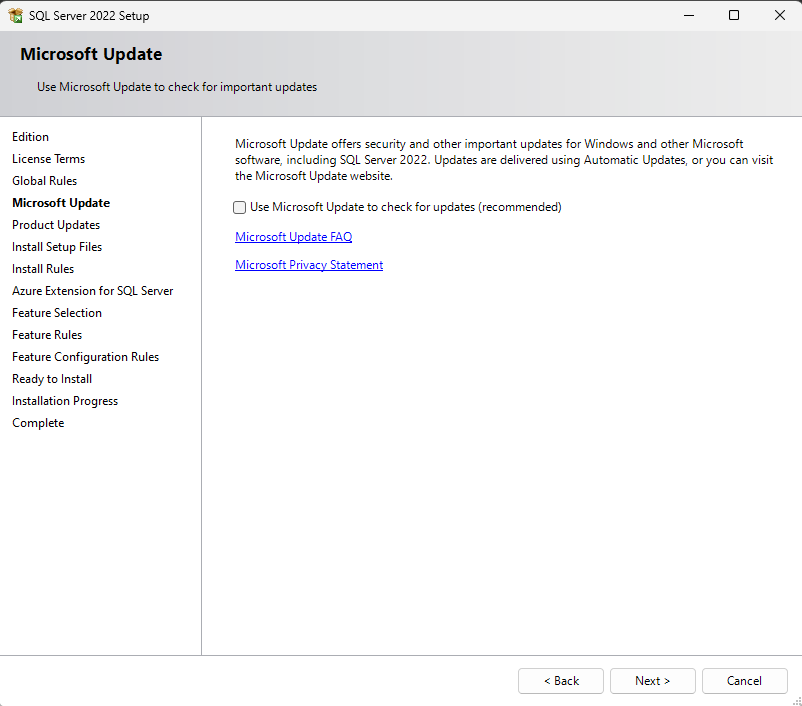 SQL Server 2022 Setup
Microsoft Update
Use Microsoft Update to check for important updates
Edition
License Terms
Global Rules
Microsoft Update
Product Updates
Install Setup Files
Install Rules
Azure Extension for SQL Server
Feature Selection
Feature Rules
Feature Configuration Rules
Ready to Install
Installation Progress
Complete
Microsoft Update offers security and other important updates for Windows and other Microsoft
software, including SQL Server 2022. Updates are delivered using Automatic Updates, or you can visit
the Microsoft Update website.
Use Microsoft Update to check for updates (recommended)
Microsoft Update FAQ
Microsoft Privacy Statement
< Back
Next >
Cancel